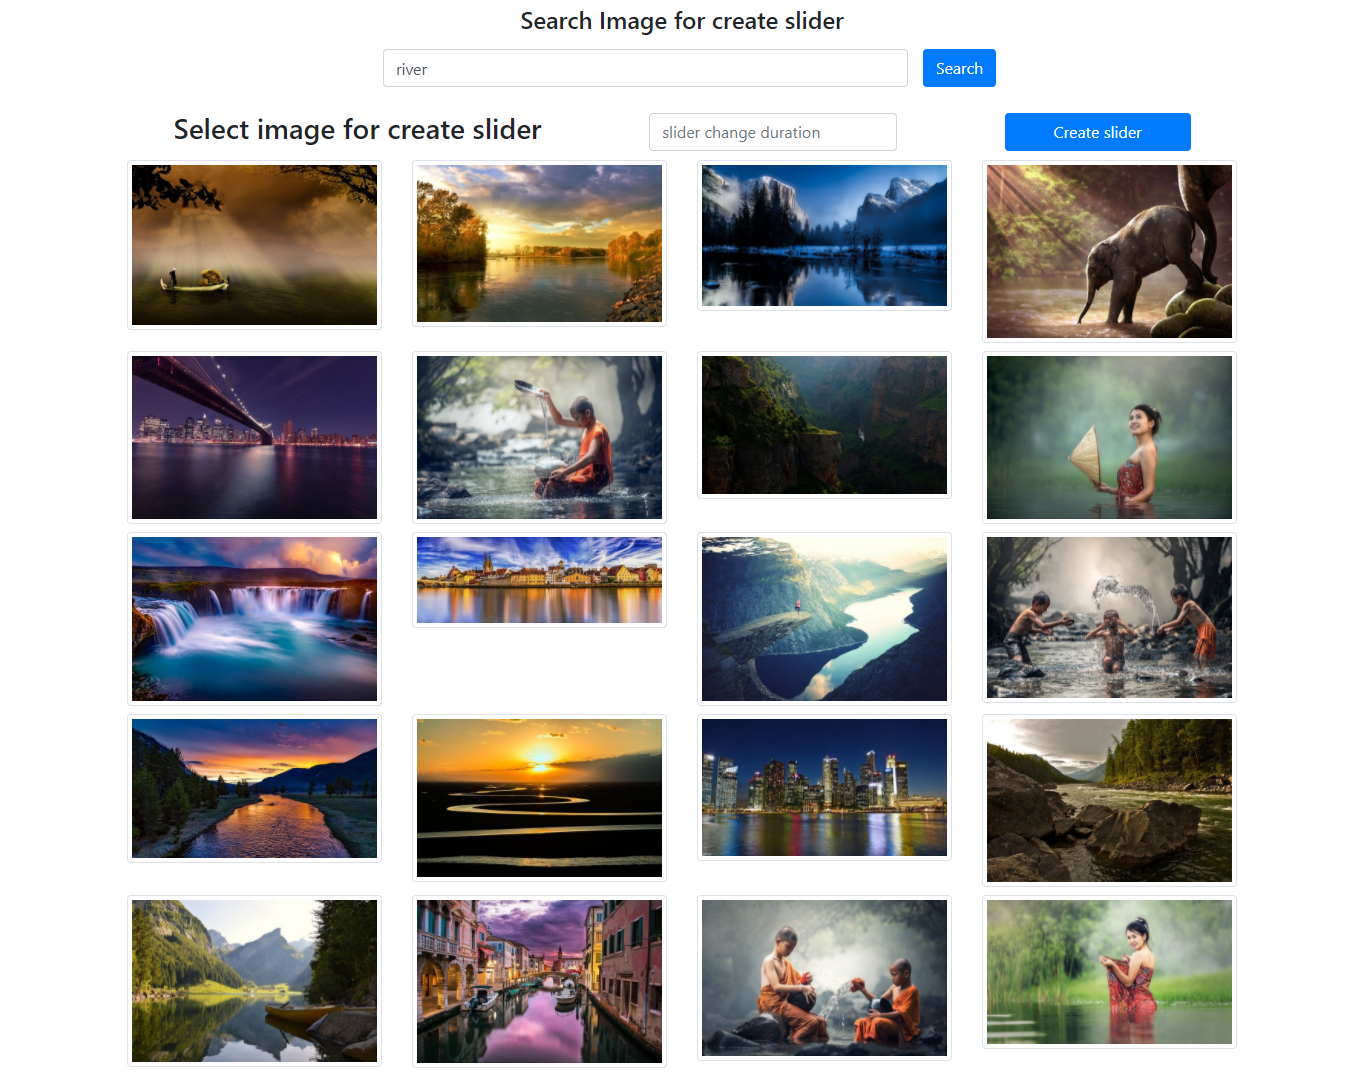 Search Image for create slider
river
Search
Select image for create slider
slider change duration
Create slider